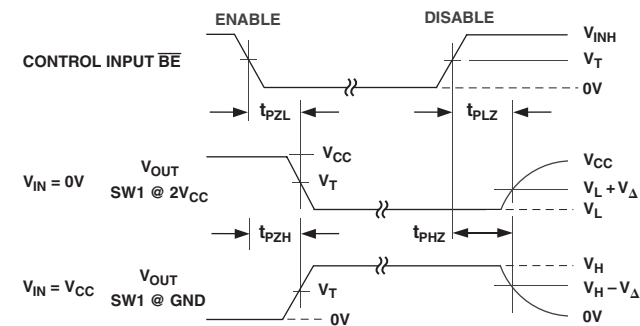 ENABLE DISABLE
V_INH
CONTROL INPUT B̅E̅
V_T
0V
t_PZL t_PLZ
V_CC V_CC
V_OUT
V_IN = 0V
SW1 @ 2V_CC
V_T
V_L + V_Δ
V_L
t_PZH t_PHZ
V_H
V_OUT
V_IN = V_CC
SW1 @ GND
V_T
V_H – V_Δ
0V 0V